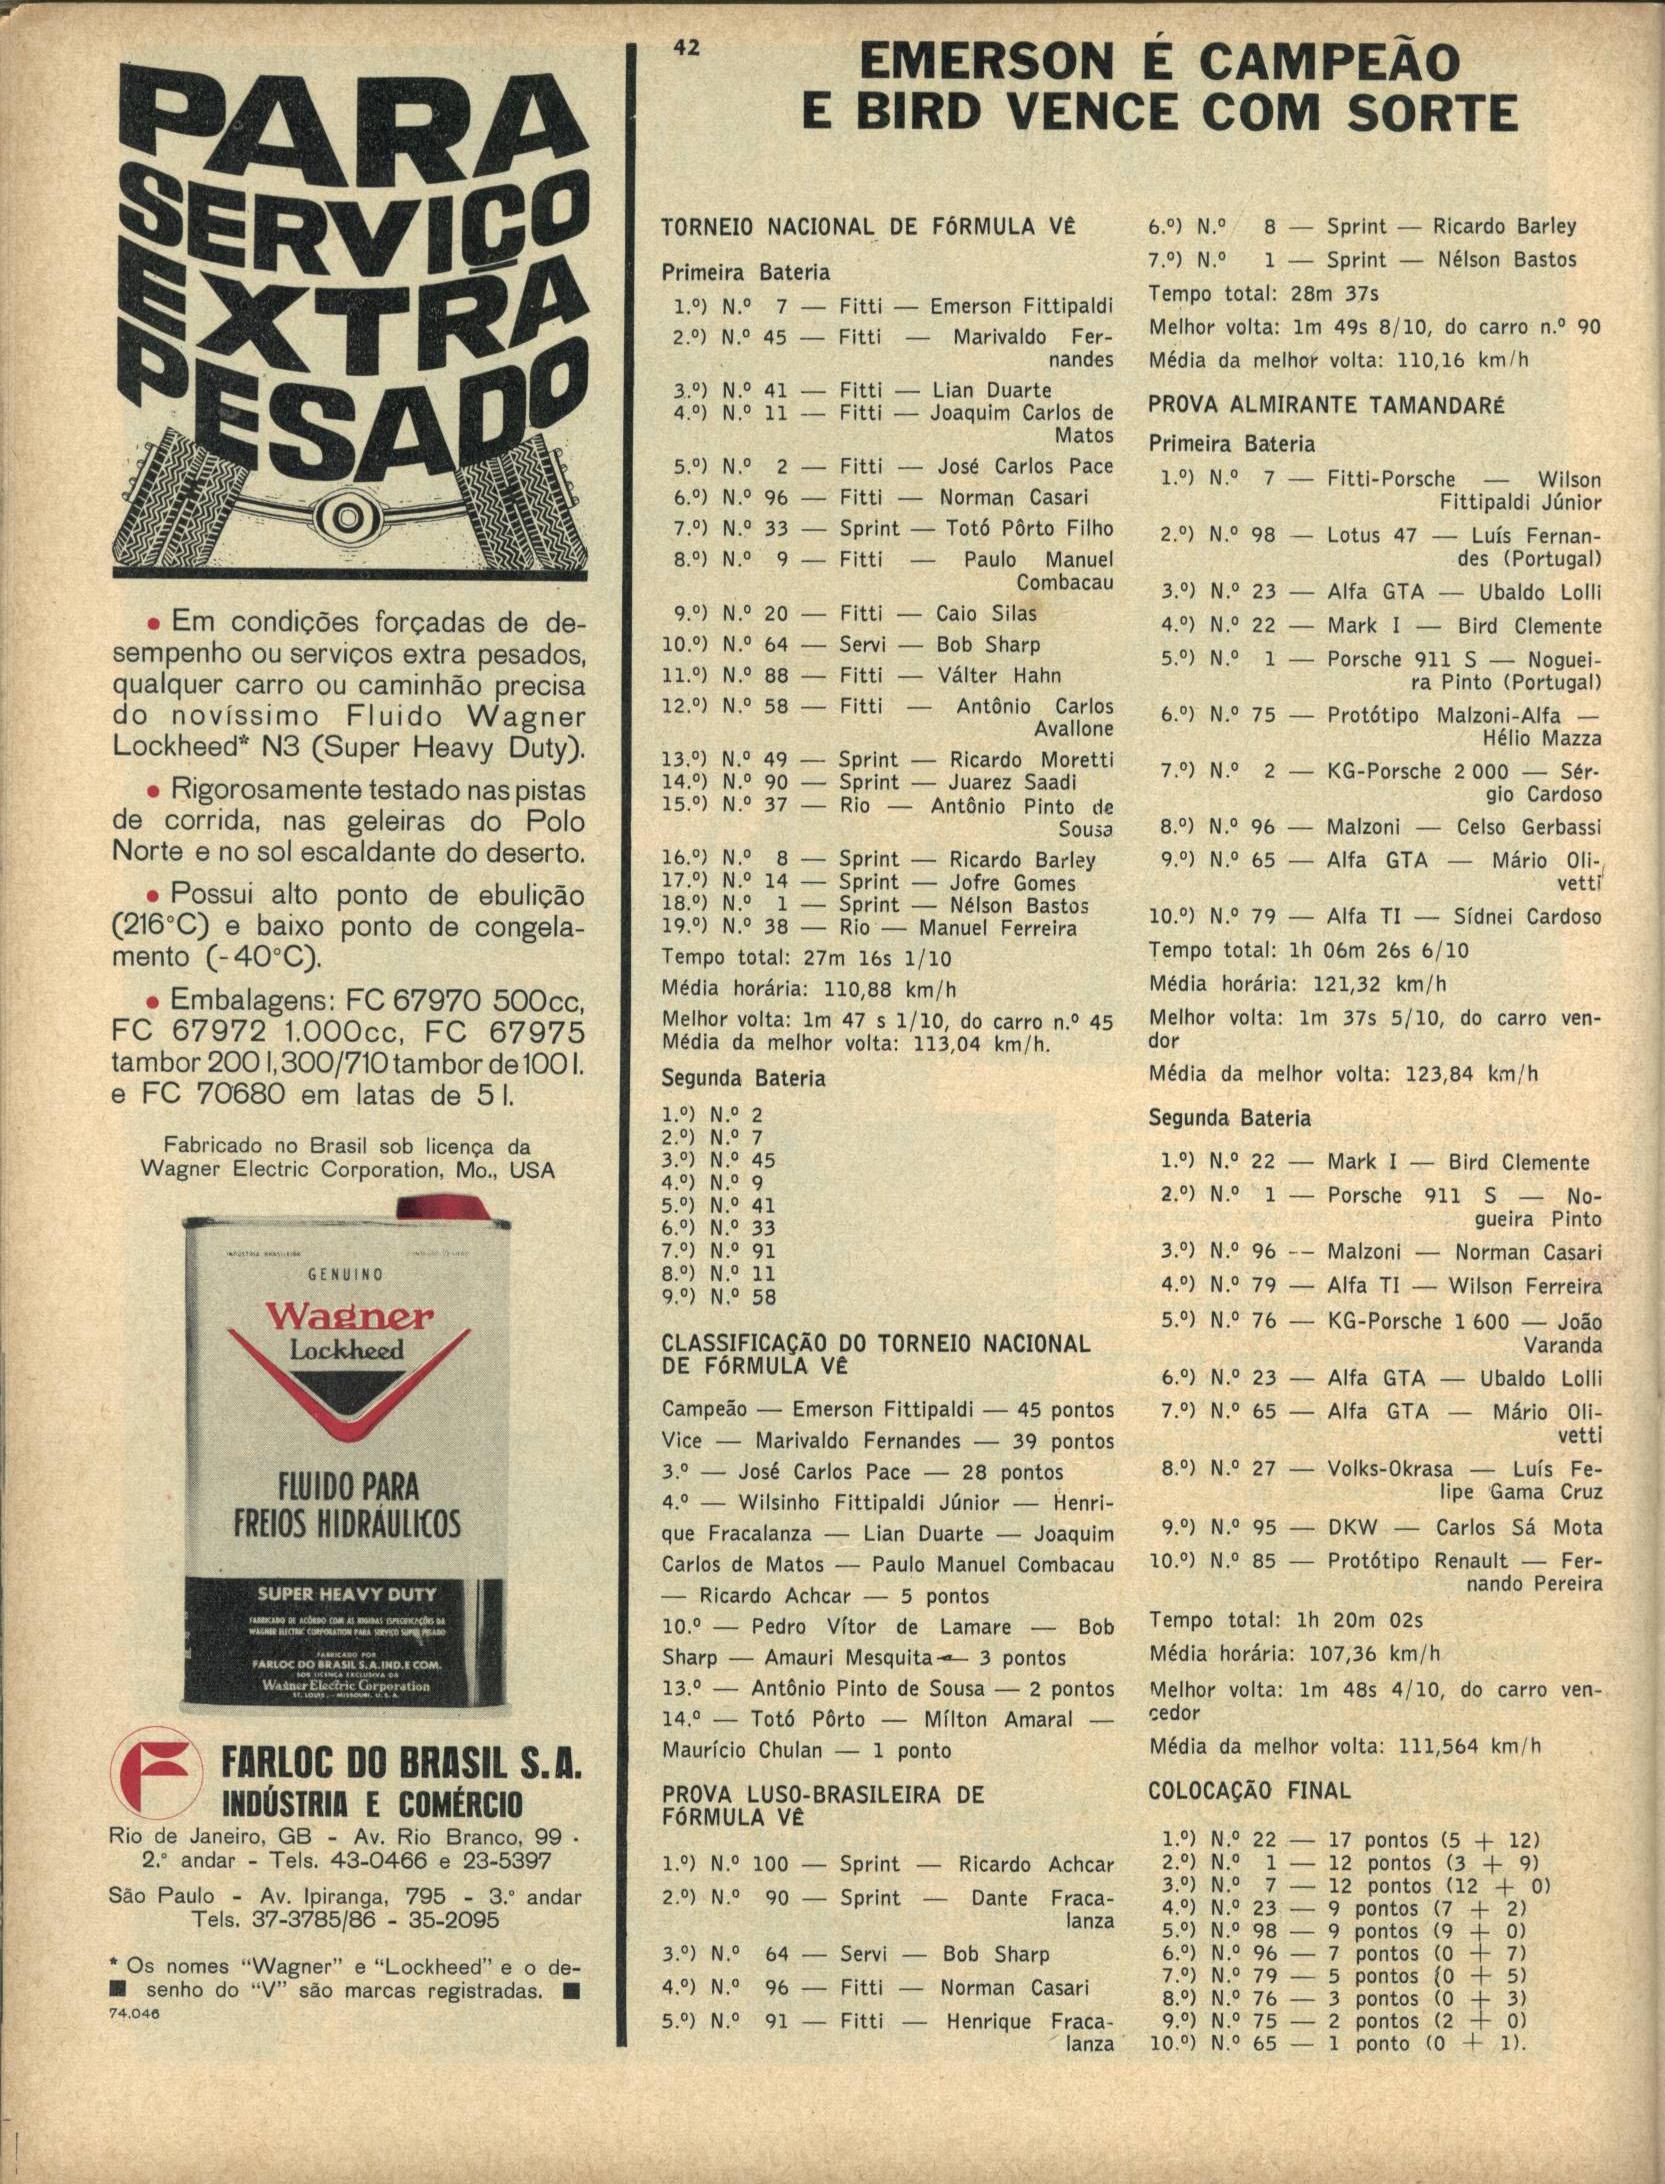 PARA
SERVIÇO
EXTRA
PESADO
• Em condições forçadas de de-
sempenho ou serviços extra pesados,
qualquer carro ou caminhão precisa
do novíssimo Fluido Wagner
Lockheed* N3 (Super Heavy Duty).
• Rigorosamente testado nas pistas
de corrida, nas geleiras do Polo
Norte e no sol escaldante do deserto.
• Possui alto ponto de ebulição
(216°C) e baixo ponto de congela-
mento (-40°C).
• Embalagens: FC 67970 500cc,
FC 67972 1.000cc, FC 67975
tambor 200 l, 300/710 tambor de 100 l.
e FC 70680 em latas de 5 l.
Fabricado no Brasil sob licença da
Wagner Electric Corporation, Mo., USA
INDÚSTRIA BRASILEIRA
GENUINO
Wagner
Lockheed
FLUIDO PARA
FREIOS HIDRÁULICOS
SUPER HEAVY DUTY
FABRICADO DE ACÔRDO COM AS RIGIDAS ESPECIFICAÇÕES DA
WAGNER ELECTRIC CORPORATION PARA SERVIÇO SUPER PESADO
FABRICADO POR
FARLOC DO BRASIL S.A. IND. E COM.
SOB LICENÇA EXCLUSIVA DA
Wagner Electric Corporation
ST. LOUIS, - MISSOURI, U. S. A.
FARLOC DO BRASIL S.A.
INDÚSTRIA E COMÉRCIO
Rio de Janeiro, GB - Av. Rio Branco, 99 -
2.° andar - Tels. 43-0466 e 23-5397
São Paulo - Av. Ipiranga, 795 - 3.° andar
Tels. 37-3785/86 - 35-2095
* Os nomes “Wagner” e “Lockheed” e o de-
■ senho do “V” são marcas registradas. ■
74.046
42
EMERSON É CAMPEÃO
E BIRD VENCE COM SORTE
TORNEIO NACIONAL DE FÓRMULA VÊ
Primeira Bateria
1.º) N.º 7 — Fitti — Emerson Fittipaldi
2.º) N.º 45 — Fitti — Marivaldo Fer-
nandes
3.º) N.º 41 — Fitti — Lian Duarte
4.º) N.º 11 — Fitti — Joaquim Carlos de
Matos
5.º) N.º 2 — Fitti — José Carlos Pace
6.º) N.º 96 — Fitti — Norman Casari
7.º) N.º 33 — Sprint — Totó Pôrto Filho
8.º) N.º 9 — Fitti — Paulo Manuel
Combacau
9.º) N.º 20 — Fitti — Caio Silas
10.º) N.º 64 — Servi — Bob Sharp
11.º) N.º 88 — Fitti — Válter Hahn
12.º) N.º 58 — Fitti — Antônio Carlos
Avallone
13.º) N.º 49 — Sprint — Ricardo Moretti
14.º) N.º 90 — Sprint — Juarez Saadi
15.º) N.º 37 — Rio — Antônio Pinto de
Sousa
16.º) N.º 8 — Sprint — Ricardo Barley
17.º) N.º 14 — Sprint — Jofre Gomes
18.º) N.º 1 — Sprint — Nélson Bastos
19.º) N.º 38 — Rio — Manuel Ferreira
Tempo total: 27m 16s 1/10
Média horária: 110,88 km/h
Melhor volta: 1m 47 s 1/10, do carro n.º 45
Média da melhor volta: 113,04 km/h.
Segunda Bateria
1.º) N.º 2
2.º) N.º 7
3.º) N.º 45
4.º) N.º 9
5.º) N.º 41
6.º) N.º 33
7.º) N.º 91
8.º) N.º 11
9.º) N.º 58
CLASSIFICAÇÃO DO TORNEIO NACIONAL
DE FÓRMULA VÊ
Campeão — Emerson Fittipaldi — 45 pontos
Vice — Marivaldo Fernandes — 39 pontos
3.º — José Carlos Pace — 28 pontos
4.º — Wilsinho Fittipaldi Júnior — Henri-
que Fracalanza — Lian Duarte — Joaquim
Carlos de Matos — Paulo Manuel Combacau
— Ricardo Achcar — 5 pontos
10.º — Pedro Vítor de Lamare — Bob
Sharp — Amauri Mesquita — 3 pontos
13.º — Antônio Pinto de Sousa — 2 pontos
14.º — Totó Pôrto — Mílton Amaral —
Maurício Chulan — 1 ponto
PROVA LUSO-BRASILEIRA DE
FÓRMULA VÊ
1.º) N.º 100 — Sprint — Ricardo Achcar
2.º) N.º 90 — Sprint — Dante Fraca-
lanza
3.º) N.º 64 — Servi — Bob Sharp
4.º) N.º 96 — Fitti — Norman Casari
5.º) N.º 91 — Fitti — Henrique Fraca-
lanza
6.º) N.º 8 — Sprint — Ricardo Barley
7.º) N.º 1 — Sprint — Nélson Bastos
Tempo total: 28m 37s
Melhor volta: 1m 49s 8/10, do carro n.º 90
Média da melhor volta: 110,16 km/h
PROVA ALMIRANTE TAMANDARÉ
Primeira Bateria
1.º) N.º 7 — Fitti-Porsche — Wilson
Fittipaldi Júnior
2.º) N.º 98 — Lotus 47 — Luís Fernan-
des (Portugal)
3.º) N.º 23 — Alfa GTA — Ubaldo Lolli
4.º) N.º 22 — Mark I — Bird Clemente
5.º) N.º 1 — Porsche 911 S — Noguei-
ra Pinto (Portugal)
6.º) N.º 75 — Protótipo Malzoni-Alfa —
Hélio Mazza
7.º) N.º 2 — KG-Porsche 2 000 — Sér-
gio Cardoso
8.º) N.º 96 — Malzoni — Celso Gerbassi
9.º) N.º 65 — Alfa GTA — Mário Oli-
vetti
10.º) N.º 79 — Alfa TI — Sídnei Cardoso
Tempo total: 1h 06m 26s 6/10
Média horária: 121,32 km/h
Melhor volta: 1m 37s 5/10, do carro ven-
dor
Média da melhor volta: 123,84 km/h
Segunda Bateria
1.º) N.º 22 — Mark I — Bird Clemente
2.º) N.º 1 — Porsche 911 S — No-
gueira Pinto
3.º) N.º 96 -- Malzoni — Norman Casari
4.º) N.º 79 — Alfa TI — Wilson Ferreira
5.º) N.º 76 — KG-Porsche 1 600 — João
Varanda
6.º) N.º 23 — Alfa GTA — Ubaldo Lolli
7.º) N.º 65 — Alfa GTA — Mário Oli-
vetti
8.º) N.º 27 — Volks-Okrasa — Luís Fe-
lipe Gama Cruz
9.º) N.º 95 — DKW — Carlos Sá Mota
10.º) N.º 85 — Protótipo Renault — Fer-
nando Pereira
Tempo total: 1h 20m 02s
Média horária: 107,36 km/h
Melhor volta: 1m 48s 4/10, do carro ven-
cedor
Média da melhor volta: 111,564 km/h
COLOCAÇÃO FINAL
1.º) N.º 22 — 17 pontos (5 + 12)
2.º) N.º 1 — 12 pontos (3 + 9)
3.º) N.º 7 — 12 pontos (12 + 0)
4.º) N.º 23 — 9 pontos (7 + 2)
5.º) N.º 98 — 9 pontos (9 + 0)
6.º) N.º 96 — 7 pontos (0 + 7)
7.º) N.º 79 — 5 pontos (0 + 5)
8.º) N.º 76 — 3 pontos (0 + 3)
9.º) N.º 75 — 2 pontos (2 + 0)
10.º) N.º 65 — 1 ponto (0 + 1).